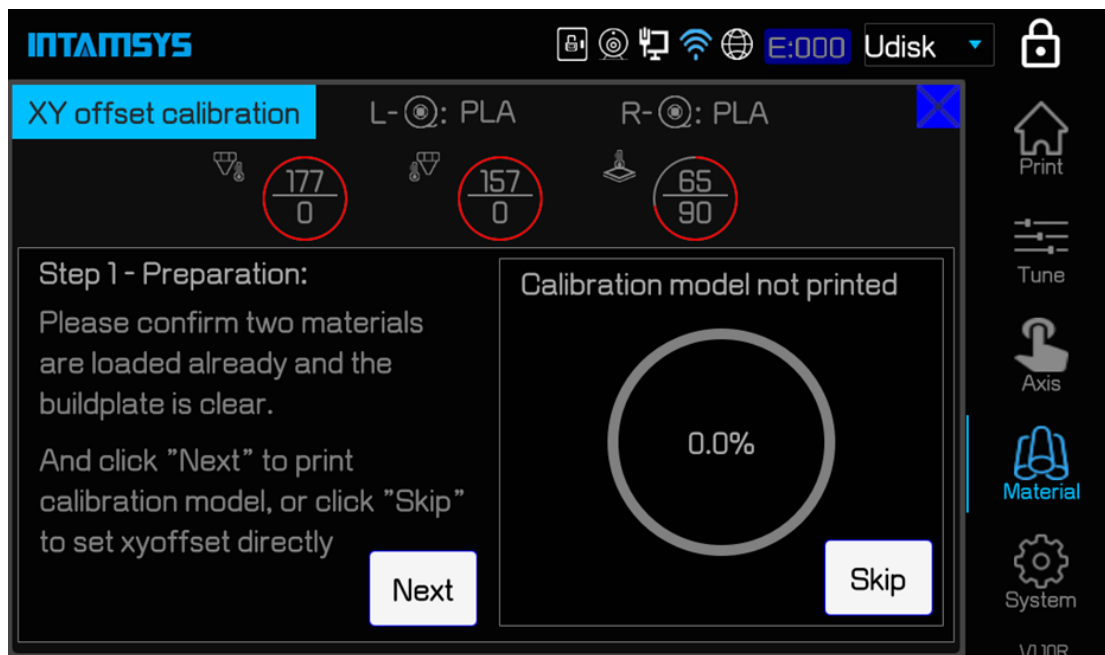 INTAMSYS
E:000 Udisk
XY offset calibration L- : PLA R- : PLA
177
0
157
0
65
90
Step 1 - Preparation:
Please confirm two materials
are loaded already and the
buildplate is clear.
And click "Next" to print
calibration model, or click "Skip"
to set xyoffset directly
Next
Calibration model not printed
0.0%
Skip
Print
Tune
Axis
Material
System